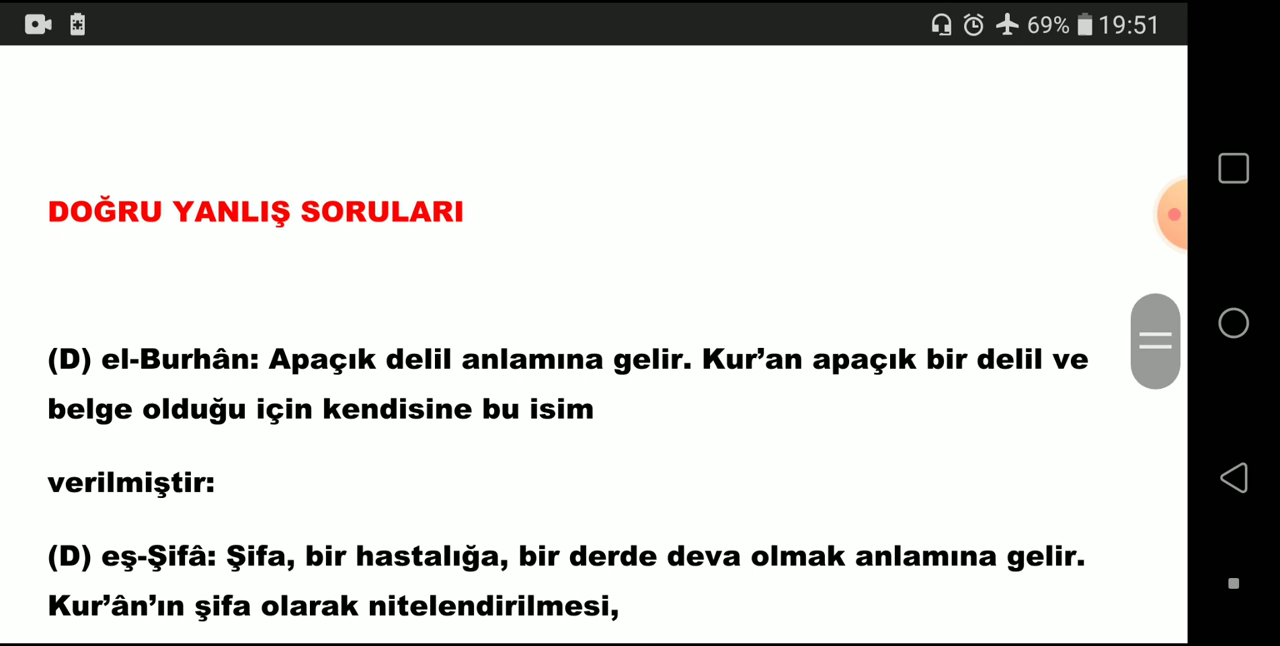 69% 19:51
DOĞRU YANLIŞ SORULARI
(D) el-Burhân: Apaçık delil anlamına gelir. Kur’an apaçık bir delil ve
belge olduğu için kendisine bu isim
verilmiştir:
(D) eş-Şifâ: Şifa, bir hastalığa, bir derde deva olmak anlamına gelir.
Kur’ân’ın şifa olarak nitelendirilmesi,